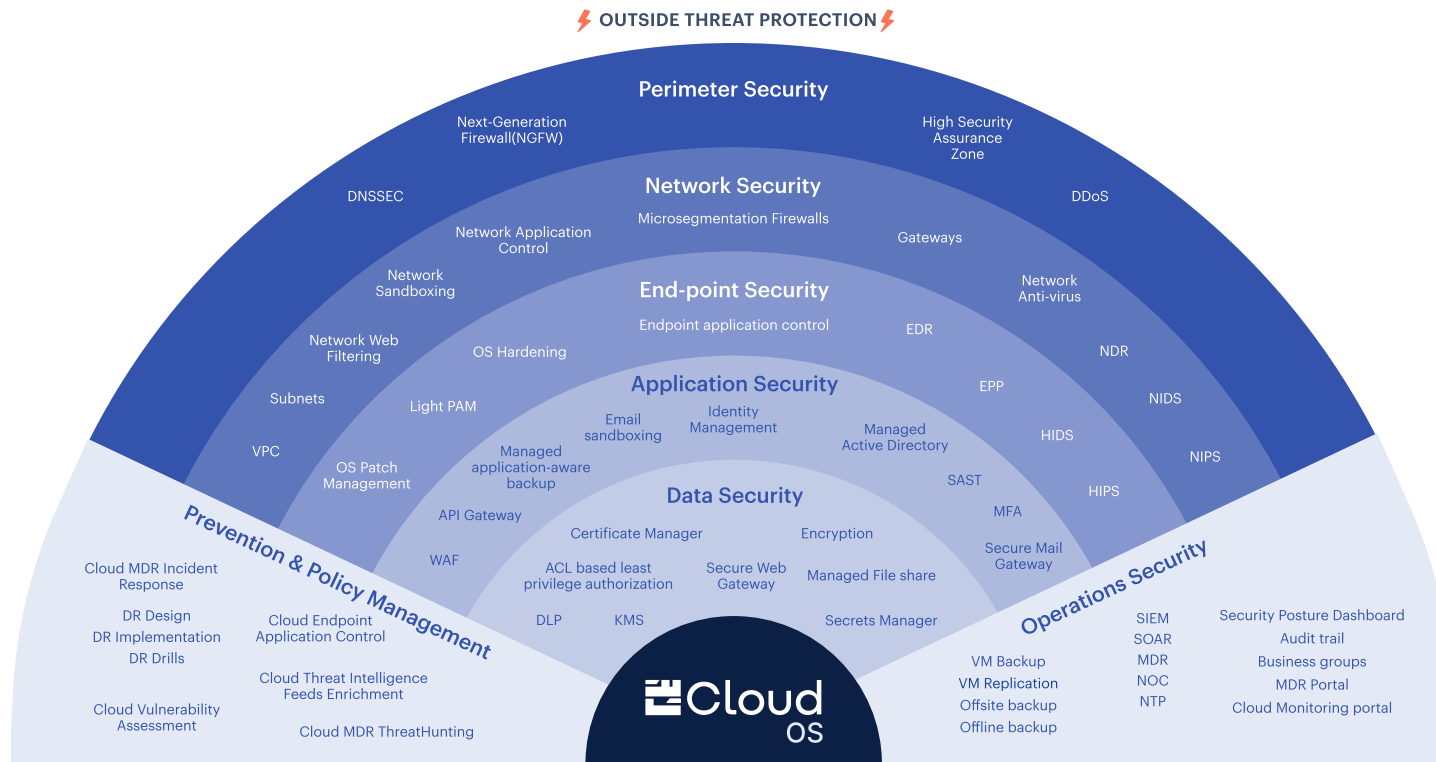 OUTSIDE THREAT PROTECTION
Perimeter Security
Next-Generation
Firewall(NGFW)
High Security
Assurance
Zone
DNSSEC
DDoS
Network Security
Microsegmentation Firewalls
Network Application
Control
Gateways
Network
Sandboxing
Network
Anti-virus
Network Web
Filtering
NDR
Subnets
NIDS
VPC
NIPS
End-point Security
Endpoint application control
EDR
OS Hardening
EPP
Light PAM
HIDS
OS Patch
Management
HIPS
Application Security
Identity
Management
Email
sandboxing
Managed
Active Directory
Managed
application-aware
backup
SAST
API Gateway
MFA
WAF
Secure Mail
Gateway
Data Security
Certificate Manager
Encryption
ACL based least
privilege authorization
Secure Web
Gateway
Managed File share
DLP
KMS
Secrets Manager
Prevention & Policy Management
Cloud MDR Incident
Response
DR Design
DR Implementation
DR Drills
Cloud Endpoint
Application Control
Cloud Threat Intelligence
Feeds Enrichment
Cloud Vulnerability
Assessment
Cloud MDR ThreatHunting
Cloud
OS
Operations Security
VM Backup
VM Replication
Offsite backup
Offline backup
SIEM
SOAR
MDR
NOC
NTP
Security Posture Dashboard
Audit trail
Business groups
MDR Portal
Cloud Monitoring portal